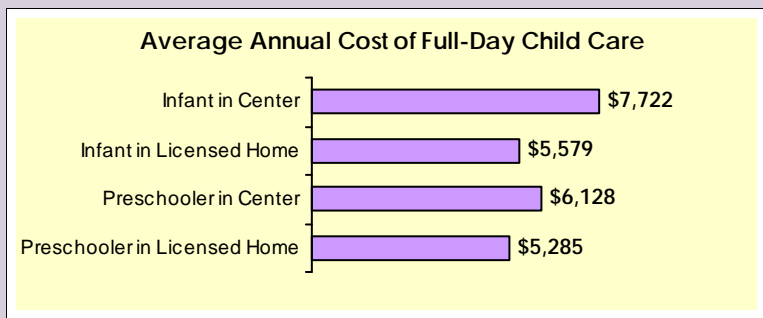 Average Annual Cost of Full-Day Child Care
Infant in Center $7,722
Infant in Licensed Home $5,579
Preschooler in Center $6,128
Preschooler in Licensed Home $5,285